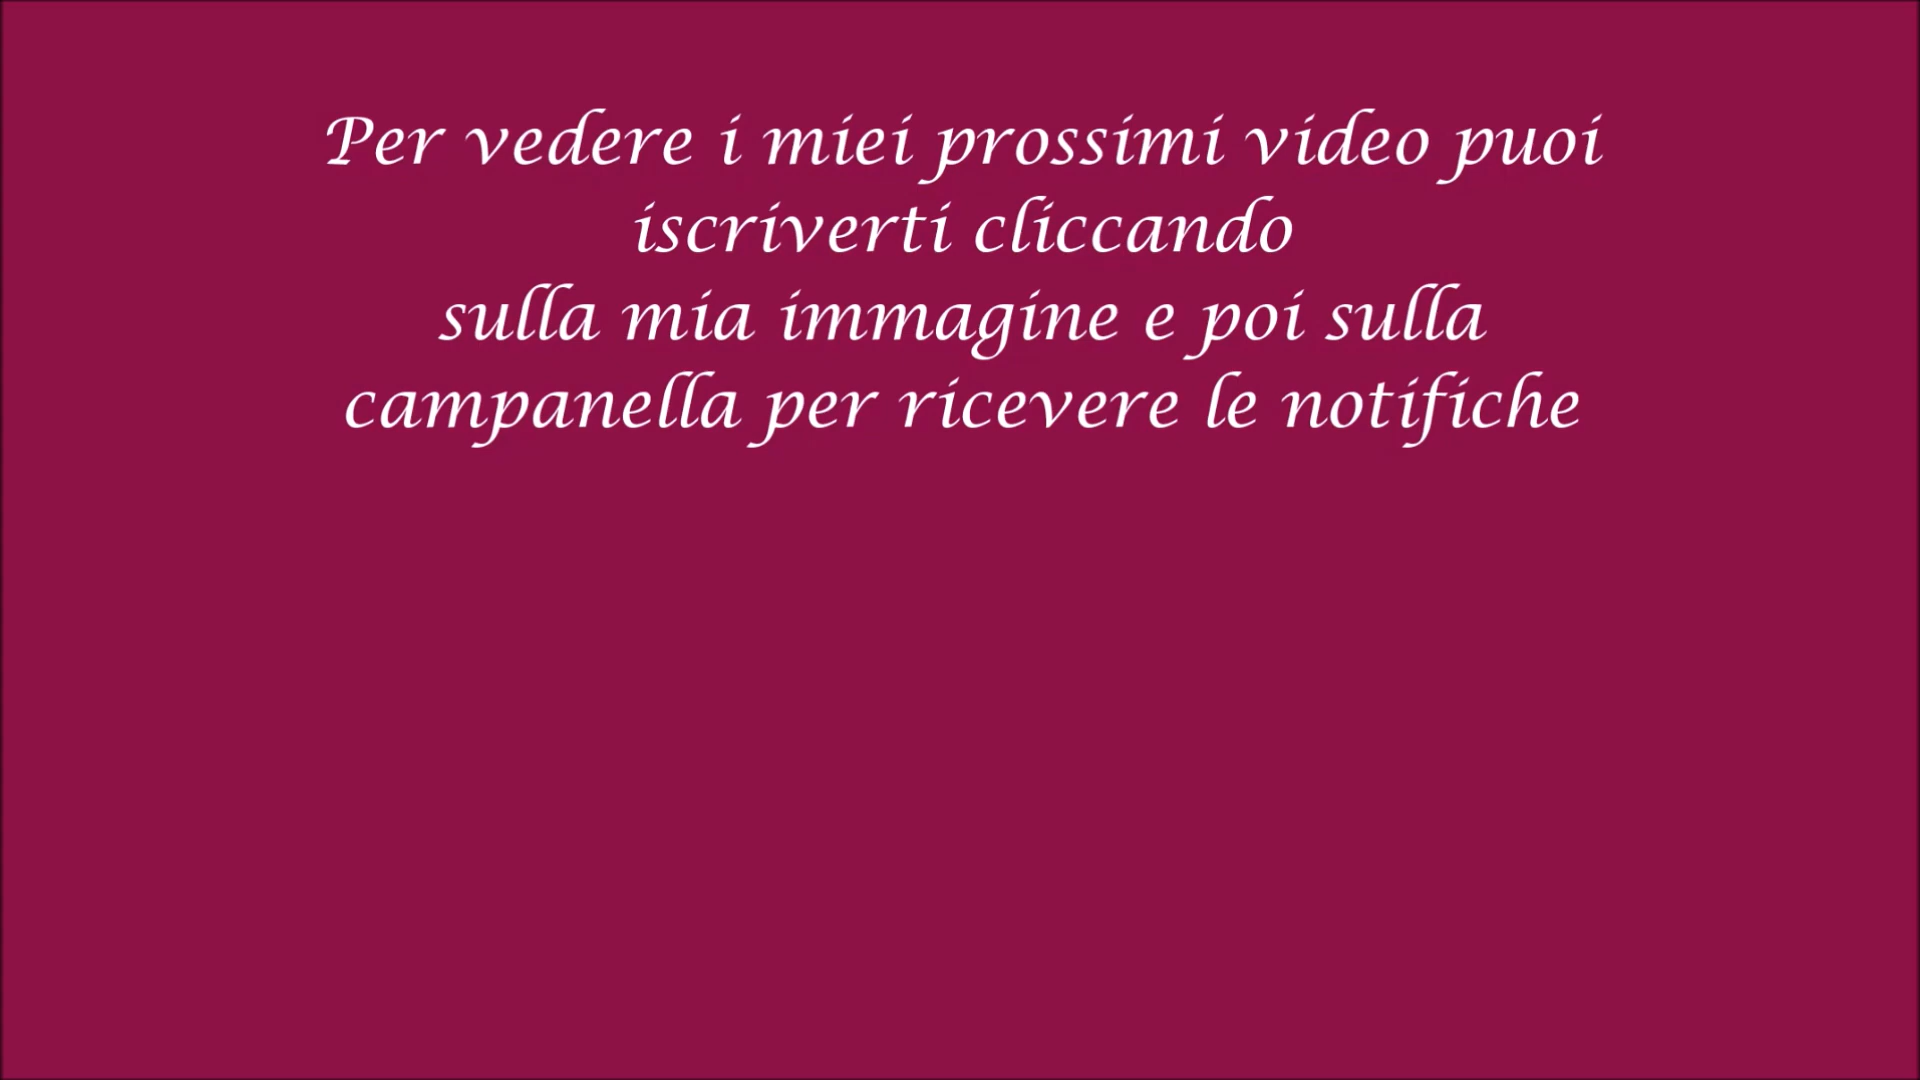 Per vedere i miei prossimi video puoi
iscriverti cliccando
sulla mia immagine e poi sulla
campanella per ricevere le notifiche